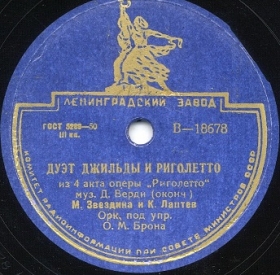 ЛЕНИНГРАДСКИЙ ЗАВОД
ГОСТ 5289-50
III кл.
В—18678
ДУЭТ ДЖИЛЬДЫ И РИГОЛЕТТО
из 4 акта оперы „Риголетто“
муз. Д. Верди (оконч.)
М. Звездина и К. Лаптев
Орк. под упр.
О. М. Брона
КОМИТЕТ РАДИОИНФОРМАЦИИ ПРИ СОВЕТЕ МИНИСТРОВ СССР